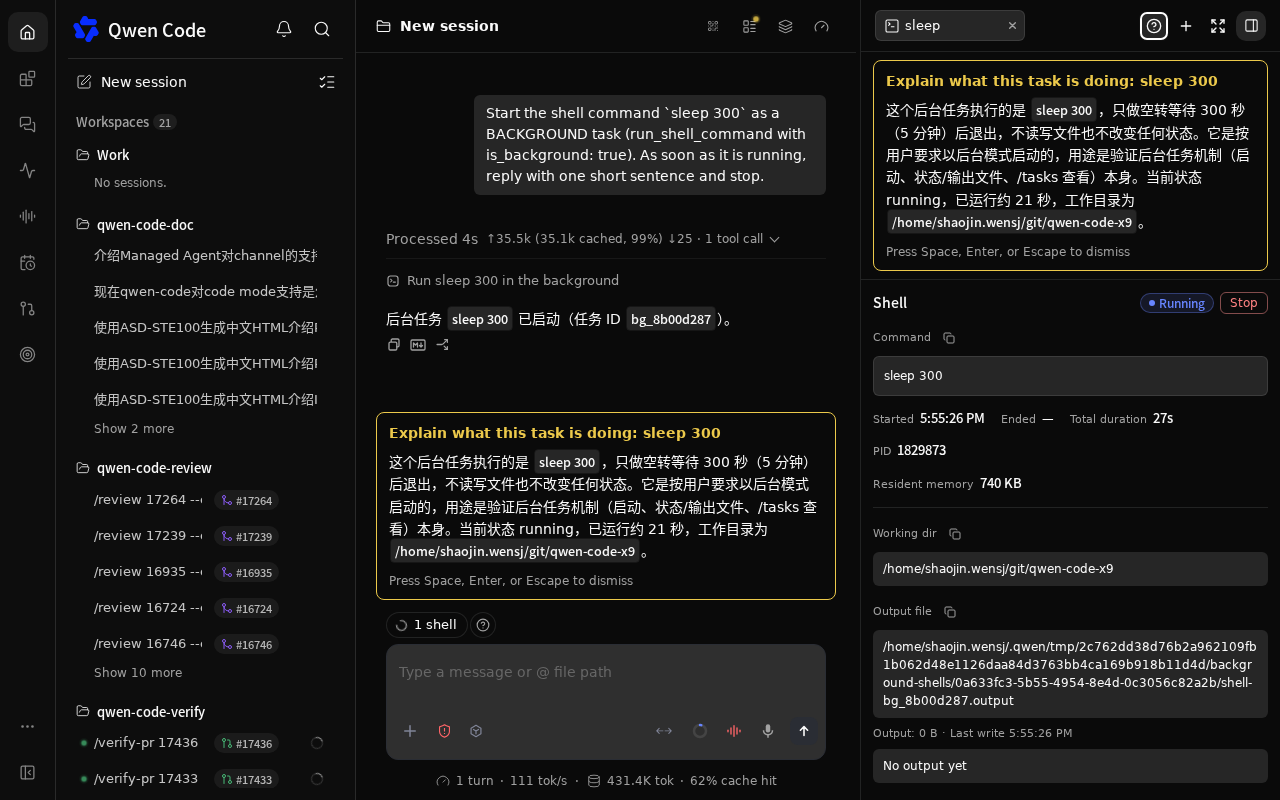 Qwen Code
New session
Workspaces 21
Work
No sessions.
qwen-code-doc
介绍Managed Agent对channel的支持
现在qwen-code对code mode支持是
使用ASD-STE100生成中文HTML介绍
使用ASD-STE100生成中文HTML介绍
使用ASD-STE100生成中文HTML介绍
Show 2 more
qwen-code-review
/review 17264 -- #17264
/review 17239 -- #17239
/review 16935 -- #16935
/review 16724 -- #16724
/review 16746 -- #16746
Show 10 more
qwen-code-verify
/verify-pr 17436 #17436
/verify-pr 17433 #17433
New session
Start the shell command `sleep 300` as a
BACKGROUND task (run_shell_command with
is_background: true). As soon as it is running,
reply with one short sentence and stop.
Processed 4s ↑35.5k (35.1k cached, 99%) ↓25 · 1 tool call
Run sleep 300 in the background
后台任务 sleep 300 已启动（任务 ID bg_8b00d287）。
Explain what this task is doing: sleep 300
这个后台任务执行的是 sleep 300，只做空转等待 300 秒（5 分钟）
后退出，不读写文件也不改变任何状态。它是按用户要求以后台模式
启动的，用途是验证后台任务机制（启动、状态/输出文件、/tasks 查
看）本身。当前状态 running，已运行约 21 秒，工作目录为
/home/shaojin.wensj/git/qwen-code-x9。
Press Space, Enter, or Escape to dismiss
1 shell
Type a message or @ file path
1 turn · 111 tok/s · 431.4K tok · 62% cache hit
sleep
Explain what this task is doing: sleep 300
这个后台任务执行的是 sleep 300，只做空转等待 300 秒
（5 分钟）后退出，不读写文件也不改变任何状态。它是按
用户要求以后台模式启动的，用途是验证后台任务机制（启
动、状态/输出文件、/tasks 查看）本身。当前状态
running，已运行约 21 秒，工作目录为
/home/shaojin.wensj/git/qwen-code-x9。
Press Space, Enter, or Escape to dismiss
Shell
Running
Stop
Command
sleep 300
Started 5:55:26 PM Ended — Total duration 27s
PID 1829873
Resident memory 740 KB
Working dir
/home/shaojin.wensj/git/qwen-code-x9
Output file
/home/shaojin.wensj/.qwen/tmp/2c762dd38d76b2a962109fb
1b062d48e1126daa84d3763bb4ca169b918b11d4d/backgr
ound-shells/0a633fc3-5b55-4954-8e4d-0c3056c82a2b/shell-
bg_8b00d287.output
Output: 0 B · Last write 5:55:26 PM
No output yet